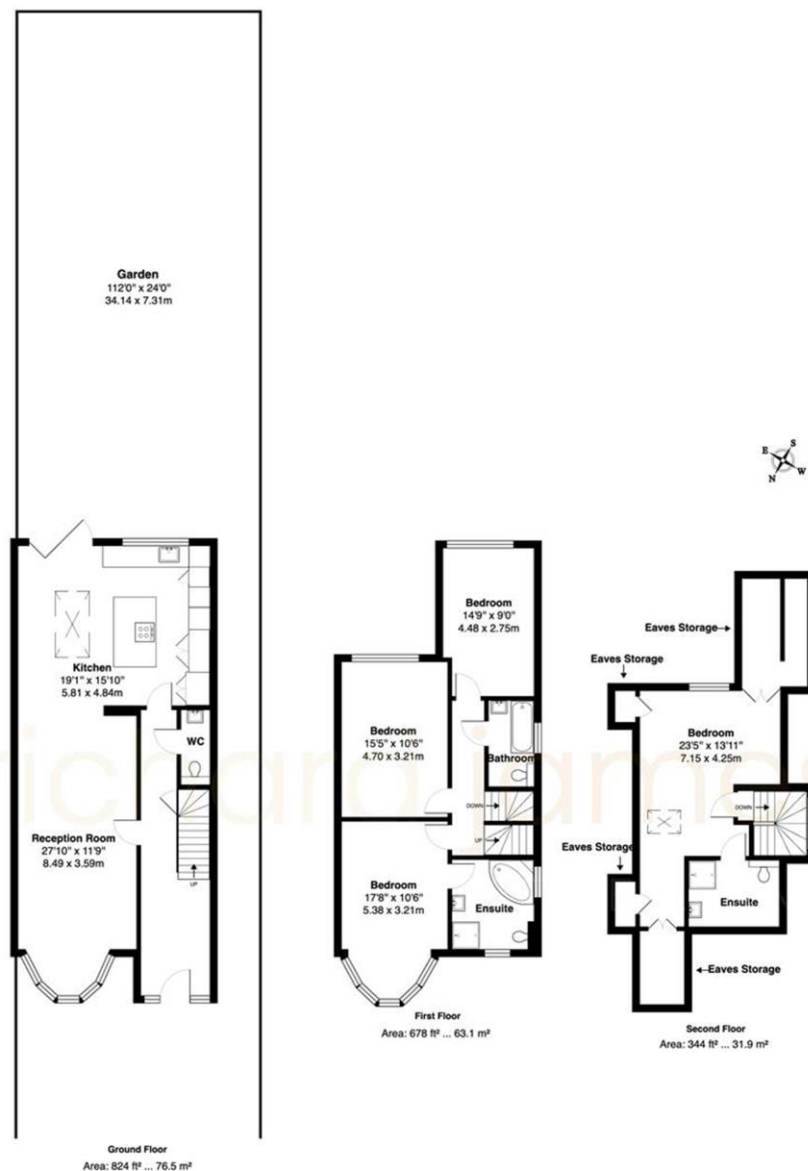 Garden
112'0" x 24'0"
34.14 x 7.31m
Kitchen
19'1" x 15'10"
5.81 x 4.84m
WC
Reception Room
27'10" x 11'9"
8.49 x 3.59m
UP
Ground Floor
Area: 824 ft² ... 76.5 m²
Bedroom
14'9" x 9'0"
4.48 x 2.75m
Bedroom
15'5" x 10'6"
4.70 x 3.21m
Bathroom
DOWN
UP
Bedroom
17'8" x 10'6"
5.38 x 3.21m
Ensuite
First Floor
Area: 678 ft² ... 63.1 m²
E
S
N
W
Eaves Storage
Eaves Storage
Bedroom
23'5" x 13'11"
7.15 x 4.25m
DOWN
Eaves Storage
Ensuite
Eaves Storage
Second Floor
Area: 344 ft² ... 31.9 m²
richard james